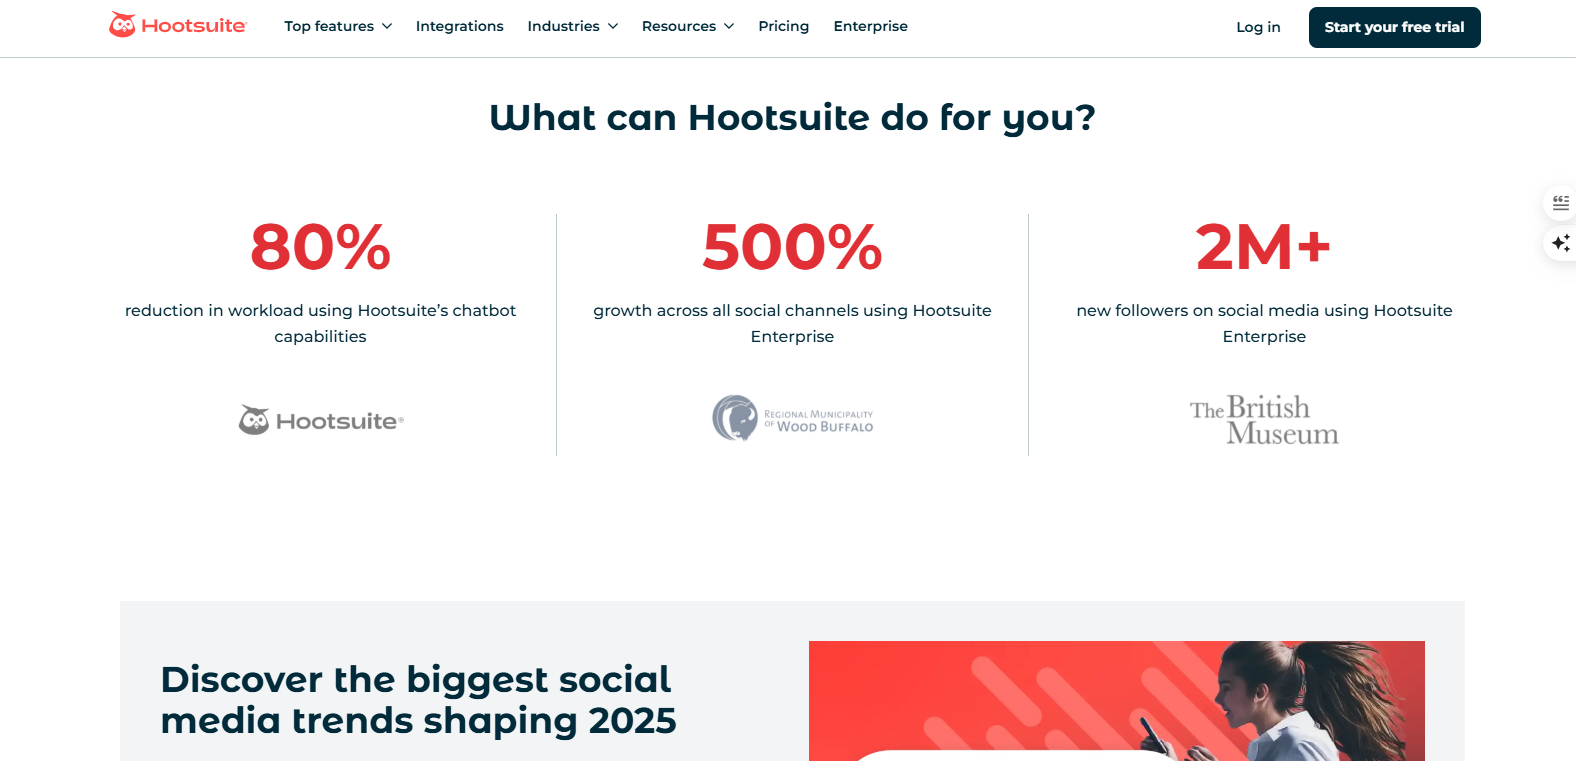 Hootsuite
Top features
Integrations
Industries
Resources
Pricing
Enterprise
Log in
Start your free trial
What can Hootsuite do for you?
80%
reduction in workload using Hootsuite’s chatbot
capabilities
Hootsuite®
500%
growth across all social channels using Hootsuite
Enterprise
REGIONAL MUNICIPALITY
OF WOOD BUFFALO
2M+
new followers on social media using Hootsuite
Enterprise
The British
Museum
Discover the biggest social
media trends shaping 2025